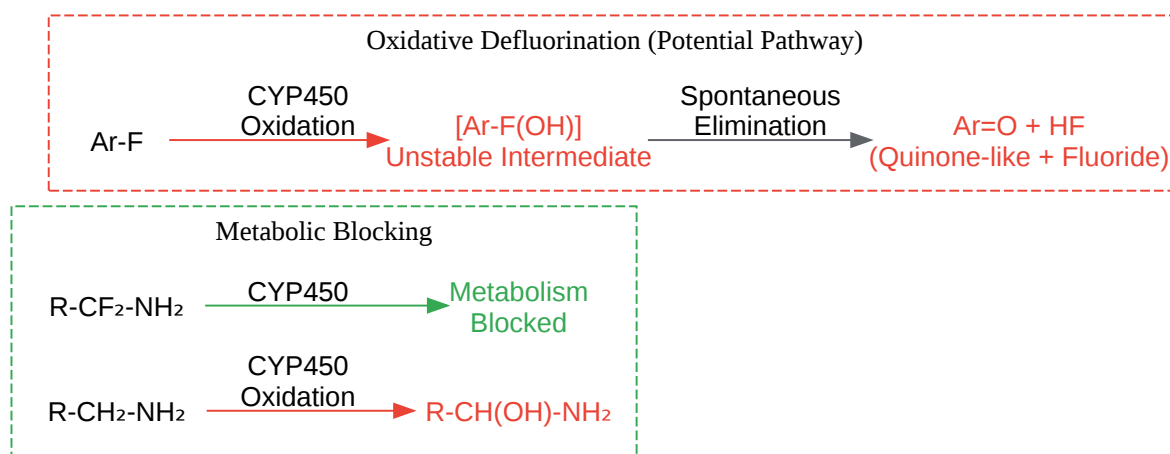 Oxidative Defluorination (Potential Pathway)
Ar-F
CYP450
Oxidation
[Ar-F(OH)]
Unstable Intermediate
Spontaneous
Elimination
Ar=O + HF
(Quinone-like + Fluoride)
Metabolic Blocking
R-CF₂-NH₂
CYP450
Metabolism
Blocked
R-CH₂-NH₂
CYP450
Oxidation
R-CH(OH)-NH₂